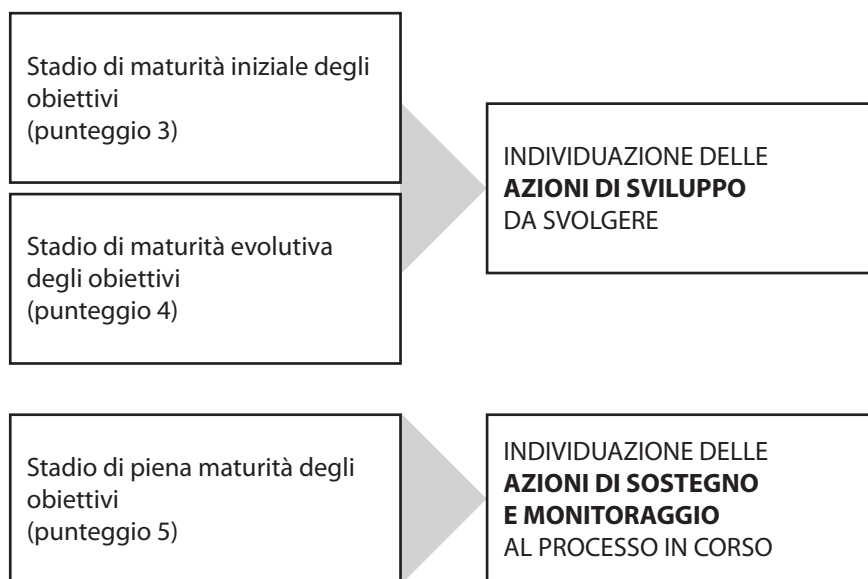 Stadio di maturità iniziale degli
obiettivi
(punteggio 3)
Stadio di maturità evolutiva
degli obiettivi
(punteggio 4)
INDIVIDUAZIONE DELLE
AZIONI DI SVILUPPO
DA SVOLGERE
Stadio di piena maturità degli
obiettivi
(punteggio 5)
INDIVIDUAZIONE DELLE
AZIONI DI SOSTEGNO
E MONITORAGGIO
AL PROCESSO IN CORSO